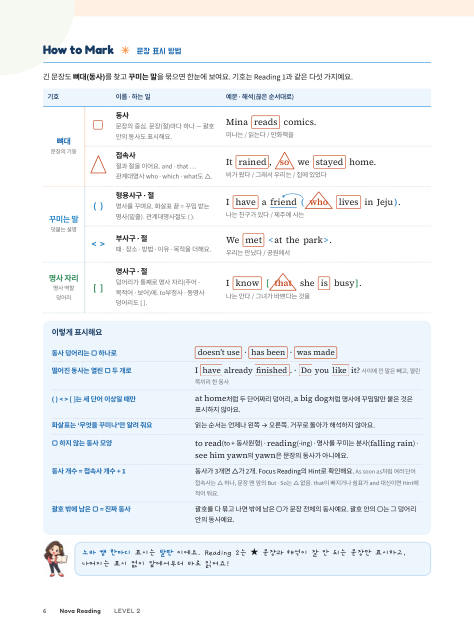 How to Mark ✳ 문장 표시 방법
긴 문장도 뼈대(동사)를 찾고 꾸미는 말을 묶으면 한눈에 보여요. 기호는 Reading 1과 같은 다섯 가지예요.
기호 이름 · 하는 일 예문 · 해석(끊은 순서대로)
뼈대
문장의 기둥
동사
문장의 중심. 문장(절)마다 하나 — 괄호
안의 동사도 표시해요.
Mina reads comics.
미나는 / 읽는다 / 만화책을
접속사
절과 절을 이어요. and · that …
관계대명사 who · which · what도 △.
It rained, so we stayed home.
비가 왔다 / 그래서 우리는 / 집에 있었다
꾸미는 말
덧붙는 설명
( )
형용사구 · 절
명사를 꾸며요. 화살표 끝 = 꾸밈 받는
명사(앞말). 관계대명사절도 ( ).
I have a friend ( who lives in Jeju ).
나는 친구가 있다 / 제주에 사는
< >
부사구 · 절
때 · 장소 · 방법 · 이유 · 목적을 더해요.
We met <at the park>.
우리는 만났다 / 공원에서
명사 자리
명사 역할
덩어리
[ ]
명사구 · 절
덩어리가 통째로 명사 자리(주어 ·
목적어 · 보어)에. to부정사 · 동명사
덩어리도 [ ].
I know [ that she is busy].
나는 안다 / 그녀가 바쁘다는 것을
이렇게 표시해요
동사 덩어리는 ▢ 하나로 doesn't use · has been · was made
떨어진 동사는 열린 ▢ 두 개로 I have already finished. · Do you like it? 사이에 낀 말은 빼고, 열린
쪽끼리 한 동사
( ) < > [ ]는 세 단어 이상일 때만 at home처럼 두 단어짜리 덩어리, a big dog처럼 명사에 꾸밈말만 붙은 것은
표시하지 않아요.
화살표는 '무엇을 꾸미나'만 알려 줘요 읽는 순서는 언제나 왼쪽 → 오른쪽. 거꾸로 돌아가 해석하지 않아요.
▢ 하지 않는 동사 모양 to read(to + 동사원형) · reading(-ing) · 명사를 꾸미는 분사(falling rain) ·
see him yawn의 yawn은 문장의 동사가 아니에요.
동사 개수 = 접속사 개수 + 1 동사가 3개면 △가 2개. Focus Reading의 Hint로 확인해요. As soon as처럼 여러 단어
접속사는 △ 하나, 문장 맨 앞의 But · So는 △ 없음. that이 빠지거나 쉼표가 and 대신이면 Hint에
적어 둬요.
괄호 밖에 남은 ▢ = 진짜 동사 괄호를 다 묶고 나면 밖에 남은 ▢가 문장 전체의 동사예요. 괄호 안의 ▢는 그 덩어리
안의 동사예요.
표시는 이에요. Reading 2는 ★ 문장과 해석이 잘 안 되는 문장만 표시하고,
나머지는 표시 없이 앞에서부터 바로 읽어요!
6 Nova Reading LEVEL 2